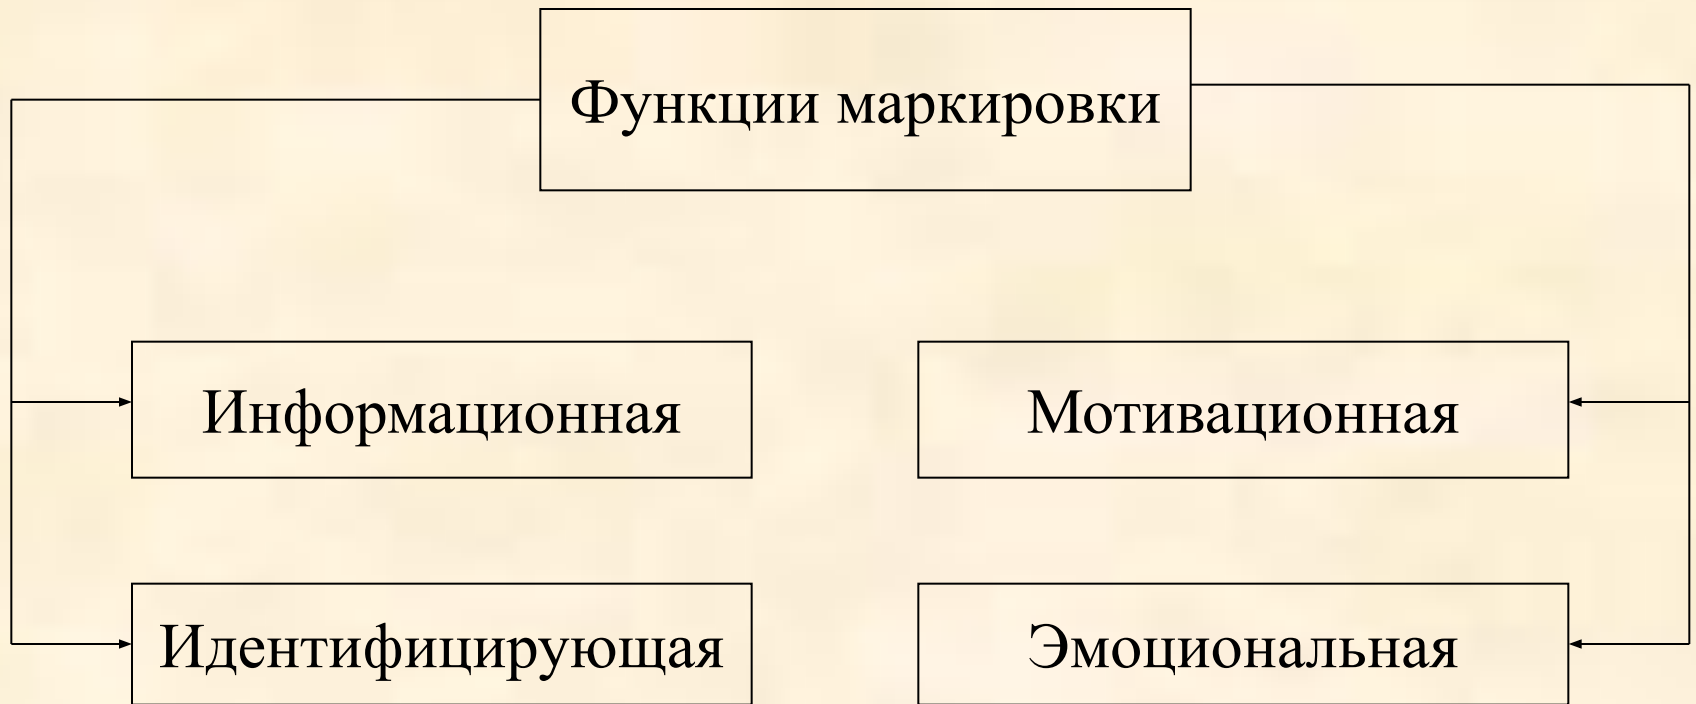 Функции маркировки
Информационная
Мотивационная
Идентифицирующая
Эмоциональная